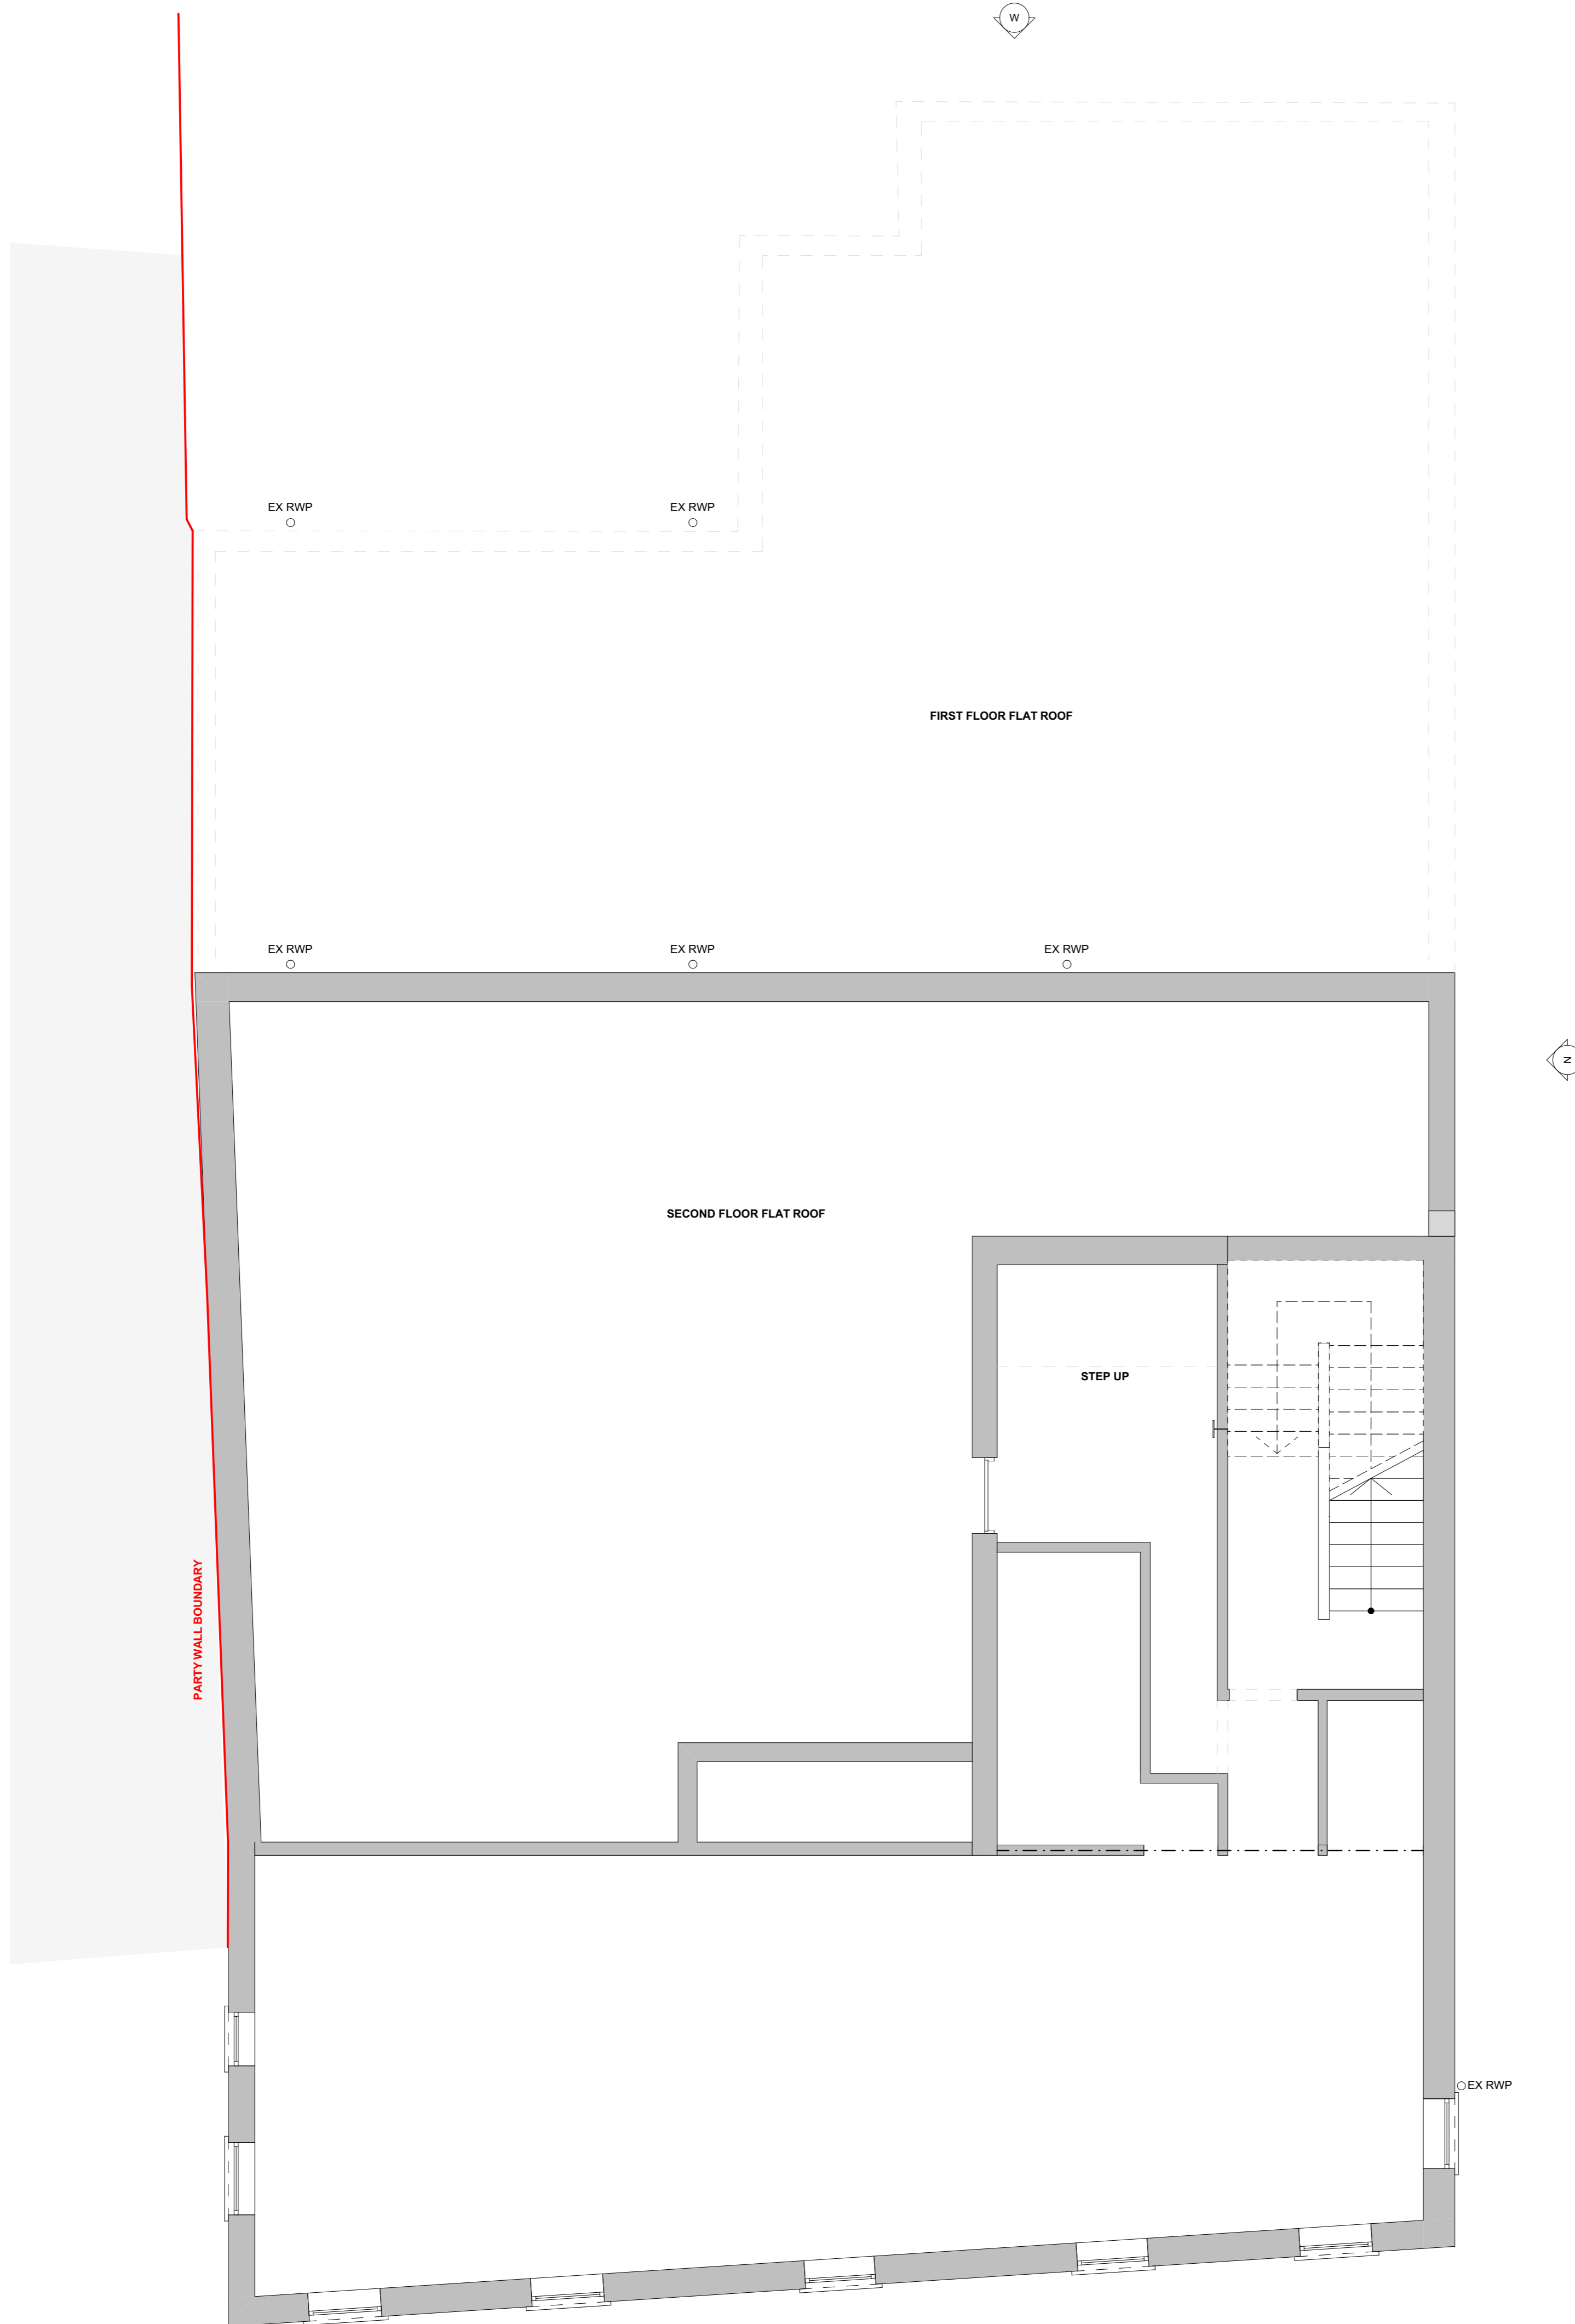 W
EX RWP
EX RWP
FIRST FLOOR FLAT ROOF
EX RWP
EX RWP
EX RWP
N
SECOND FLOOR FLAT ROOF
STEP UP
PARTY WALL BOUNDARY
EX RWP